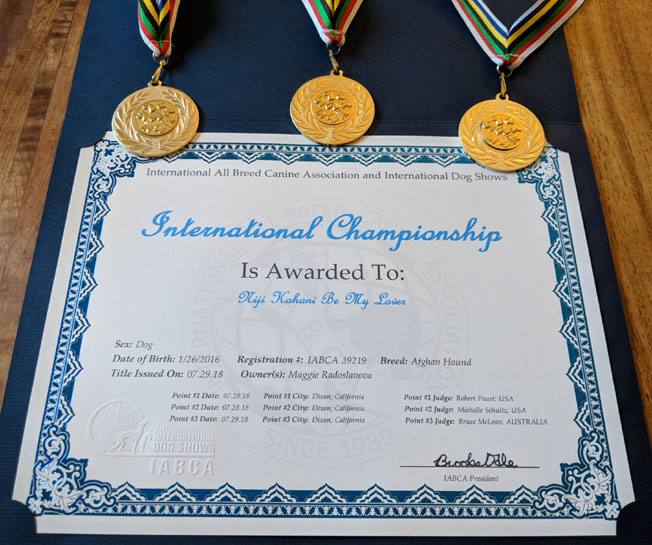 International All Breed Canine Association and International Dog Shows
International Championship
Is Awarded To:
Niji Kahani Be My Lover
Sex: Dog
Date of Birth: 1/26/2016 Registration #: IABCA 39219 Breed: Afghan Hound
Title Issued On: 07.29.18 Owner(s): Maggie Radoslavova
Point #1 Date: 07.28.18 Point #1 City: Dixon; California Point #1 Judge: Robert Paust; USA
Point #2 Date: 07.28.18 Point #2 City: Dixon; California Point #2 Judge: Michelle Schultz; USA
Point #3 Date: 07.29.18 Point #3 City: Dixon; California Point #3 Judge: Bruce McLean; AUSTRALIA
SINCE 1989
INTERNATIONAL
DOG SHOWS
IABCA
IABCA President